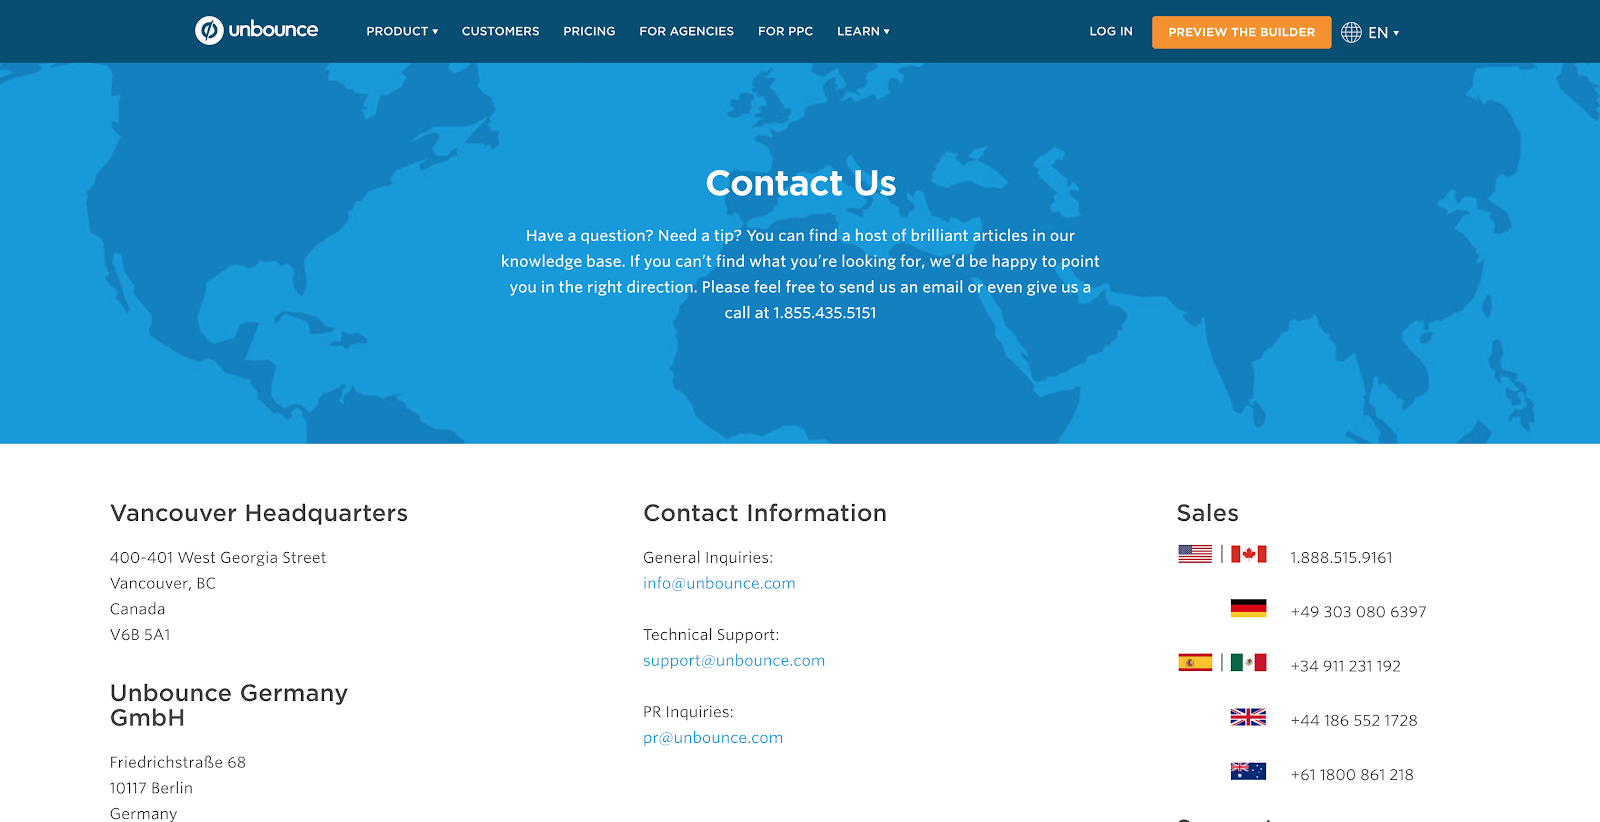 unbounce
PRODUCT ▾ CUSTOMERS PRICING FOR AGENCIES FOR PPC LEARN ▾ LOG IN PREVIEW THE BUILDER EN ▾
Contact Us
Have a question? Need a tip? You can find a host of brilliant articles in our
knowledge base. If you can’t find what you’re looking for, we’d be happy to point
you in the right direction. Please feel free to send us an email or even give us a
call at 1.855.435.5151
Vancouver Headquarters
400-401 West Georgia Street
Vancouver, BC
Canada
V6B 5A1
Unbounce Germany
GmbH
Friedrichstraße 68
10117 Berlin
Germany
Contact Information
General Inquiries:
info@unbounce.com
Technical Support:
support@unbounce.com
PR Inquiries:
pr@unbounce.com
Sales
1.888.515.9161
+49 303 080 6397
+34 911 231 192
+44 186 552 1728
+61 1800 861 218